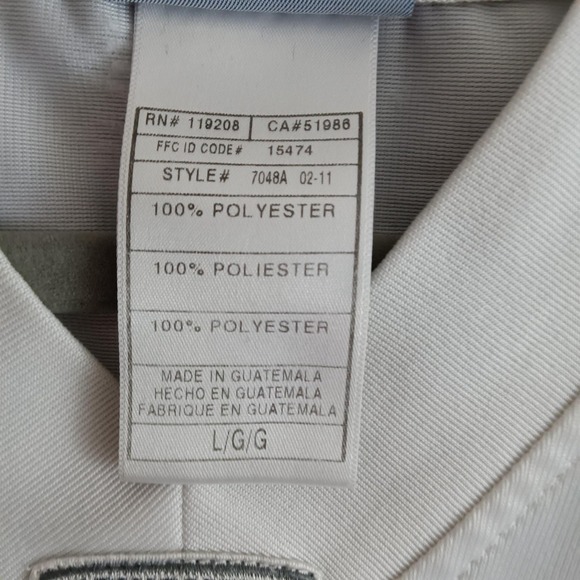 RN# 119208 CA#51986
FFC ID CODE# 15474
STYLE# 7048A 02-11
100% POLYESTER
100% POLIESTER
100% POLYESTER
MADE IN GUATEMALA
HECHO EN GUATEMALA
FABRIQUE EN GUATEMALA
L/G/G